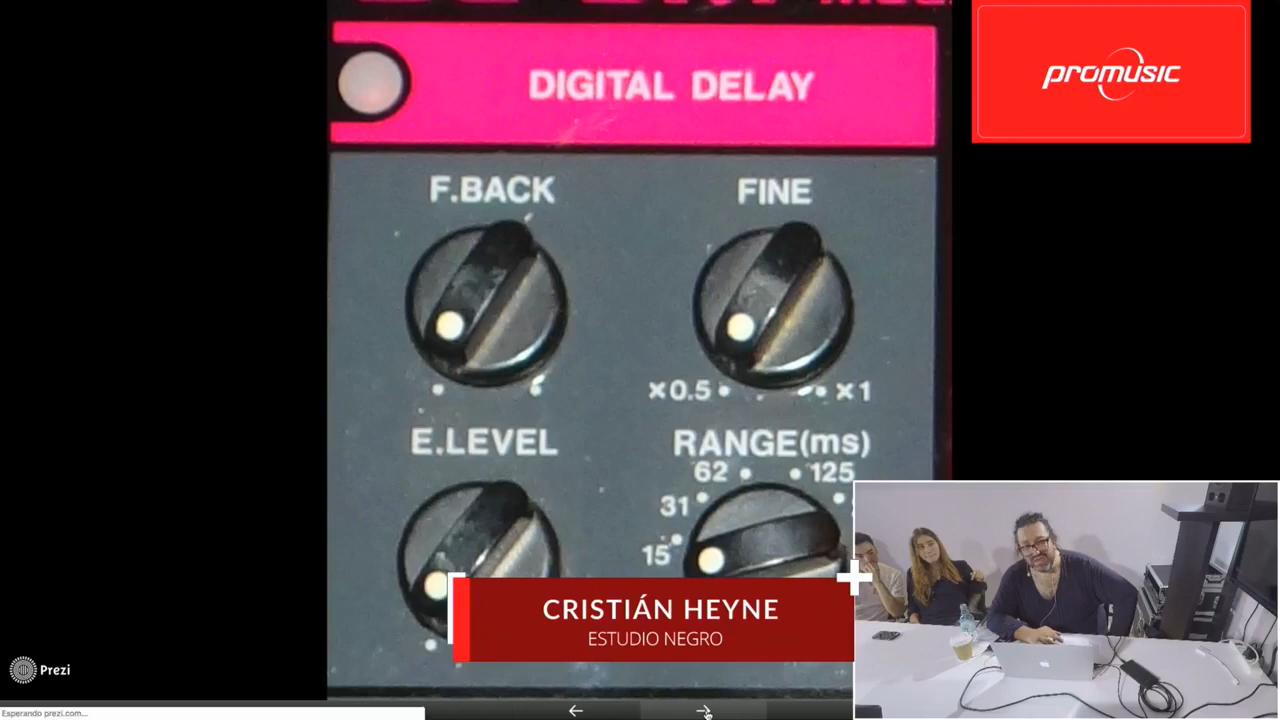 DIGITAL DELAY
promusic
F.BACK
FINE
×0.5
×1
E.LEVEL
RANGE(ms)
62
125
31
15
CRISTIÁN HEYNE
ESTUDIO NEGRO
Prezi
Esperando prezi.com...